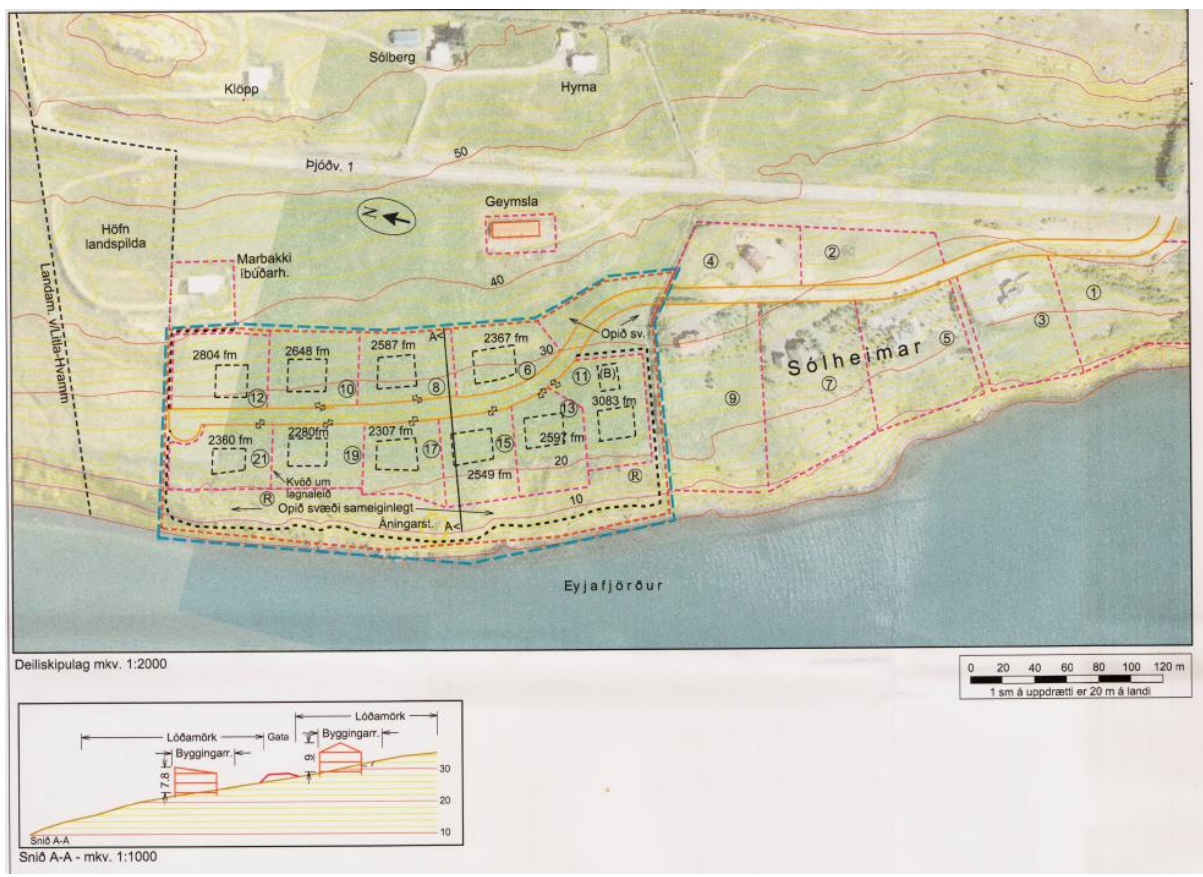 Sólberg
Klöpp
Hyrna
Þjóðv. 1
50
N
Geymsla
Höfn
landspilda
Marbakki
íbúðarh.
40
Landam. v/Litla-Hvamm
④
②
①
③
⑤
⑦
⑨
Sólheimar
Opið sv.
A<
30
2804 fm
2648 fm
2587 fm
2367 fm
⑫
⑩
⑧
⑥
⑪
(B)
⑬
3083 fm
2360 fm
2280fm
2307 fm
2597 fm
㉑
⑲
⑰
⑮
2549 fm
20
Kvöð um
lagnaleið
Ⓡ
Ⓡ
10
Opið svæði sameiginlegt
Áningarst.
A<
Eyjafjörður
Deiliskipulag mkv. 1:2000
0 20 40 60 80 100 120 m
1 sm á uppdrætti er 20 m á landi
Lóðamörk
Lóðamörk
Gata
Byggingarr.
Byggingarr.
7.8
30
20
10
Snið A-A
Snið A-A - mkv. 1:1000